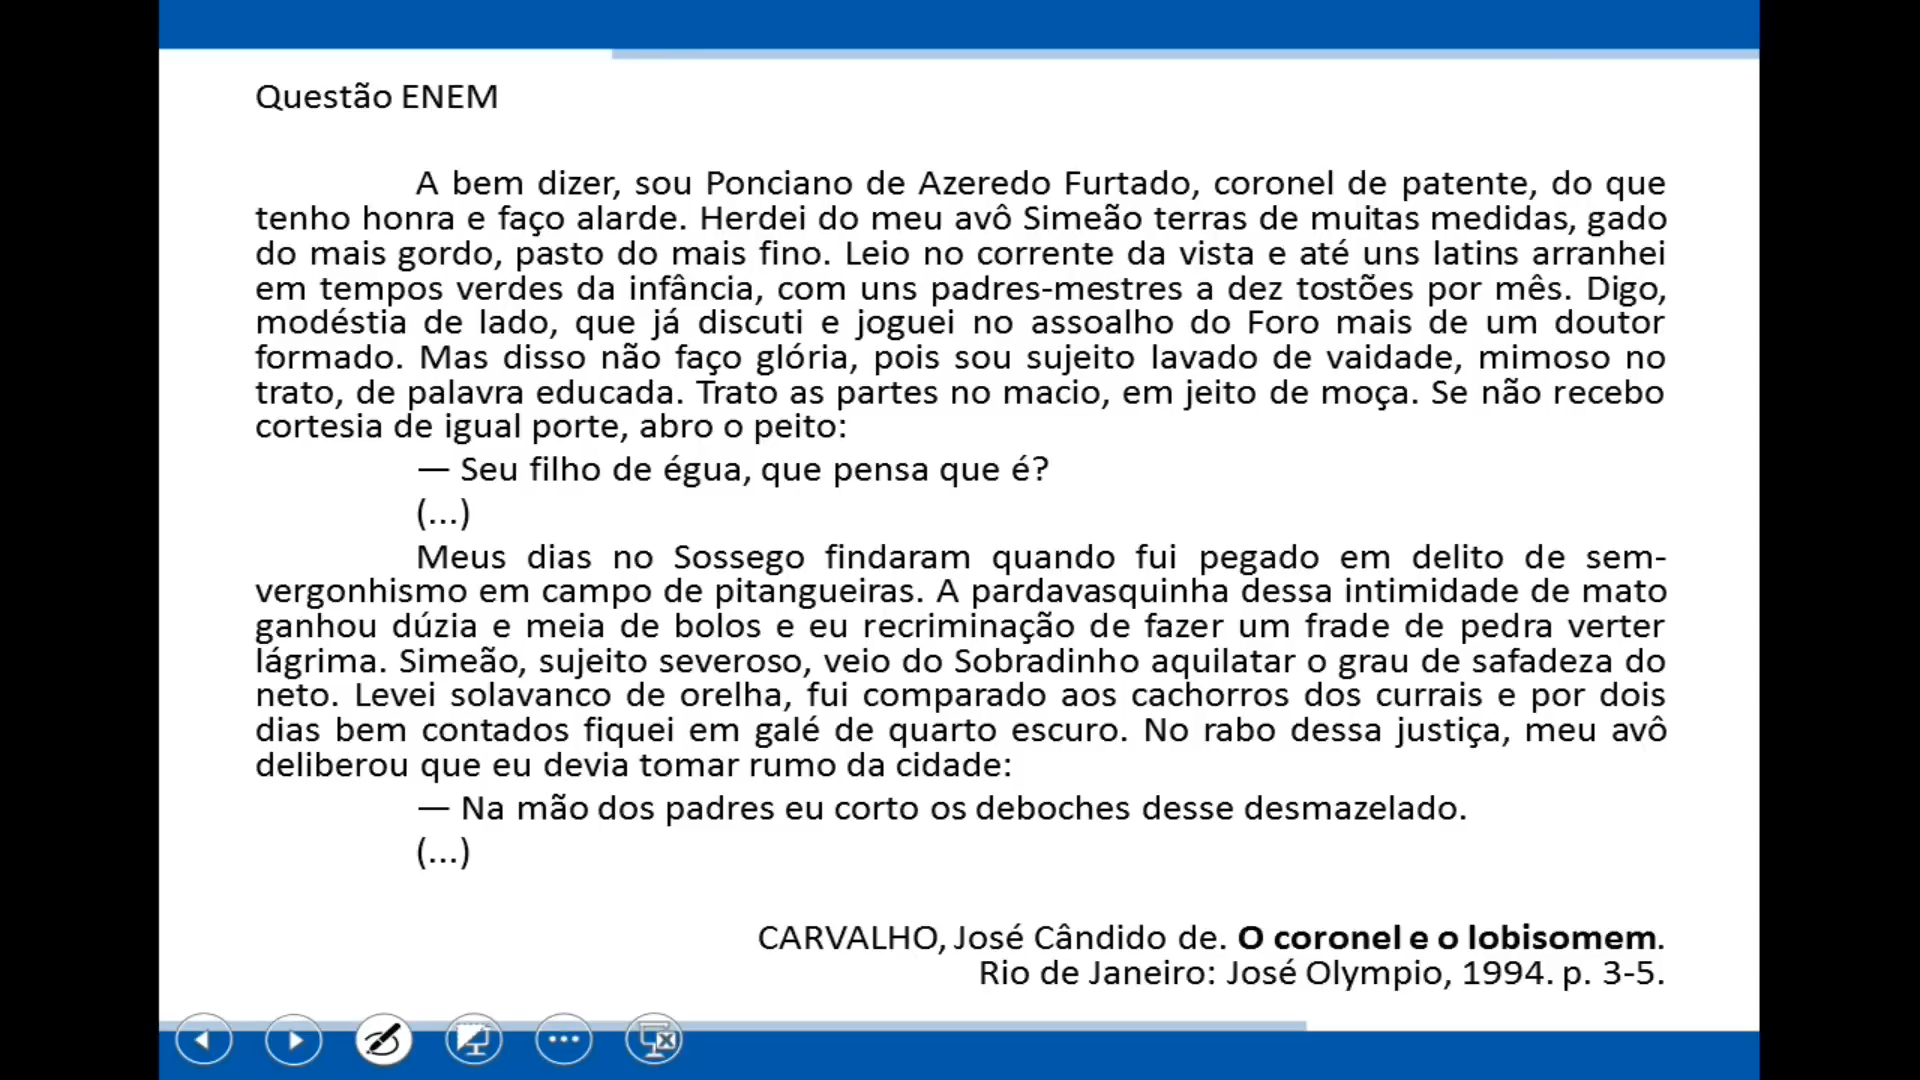 Questão ENEM
A bem dizer, sou Ponciano de Azeredo Furtado, coronel de patente, do que
tenho honra e faço alarde. Herdei do meu avô Simeão terras de muitas medidas, gado
do mais gordo, pasto do mais fino. Leio no corrente da vista e até uns latins arranhei
em tempos verdes da infância, com uns padres-mestres a dez tostões por mês. Digo,
modéstia de lado, que já discuti e joguei no assoalho do Foro mais de um doutor
formado. Mas disso não faço glória, pois sou sujeito lavado de vaidade, mimoso no
trato, de palavra educada. Trato as partes no macio, em jeito de moça. Se não recebo
cortesia de igual porte, abro o peito:
— Seu filho de égua, que pensa que é?
(...)
Meus dias no Sossego findaram quando fui pegado em delito de sem-
vergonhismo em campo de pitangueiras. A pardavasquinha dessa intimidade de mato
ganhou dúzia e meia de bolos e eu recriminação de fazer um frade de pedra verter
lágrima. Simeão, sujeito severoso, veio do Sobradinho aquilatar o grau de safadeza do
neto. Levei solavanco de orelha, fui comparado aos cachorros dos currais e por dois
dias bem contados fiquei em galé de quarto escuro. No rabo dessa justiça, meu avô
deliberou que eu devia tomar rumo da cidade:
— Na mão dos padres eu corto os deboches desse desmazelado.
(...)
CARVALHO, José Cândido de. O coronel e o lobisomem.
Rio de Janeiro: José Olympio, 1994. p. 3-5.